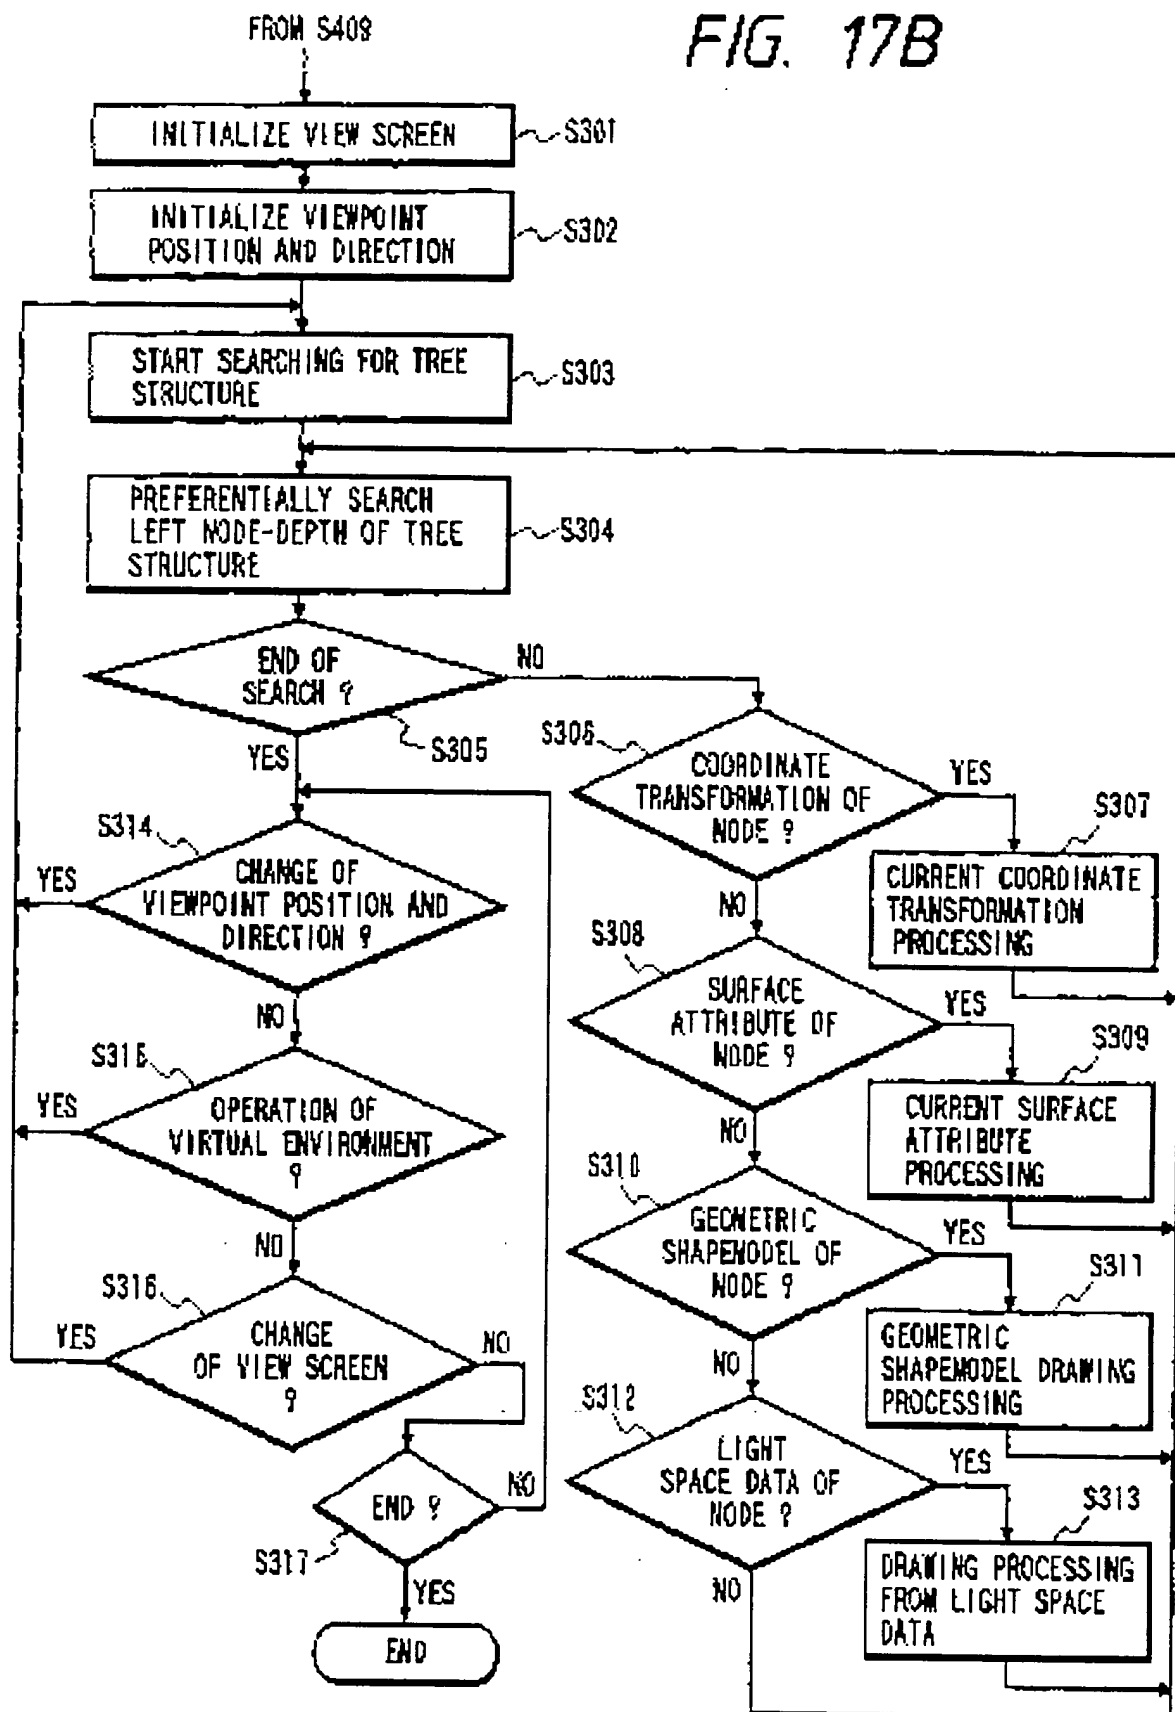 FROM S409
FIG. 17B
INITIALIZE VIEW SCREEN
S301
INITIALIZE VIEWPOINT
POSITION AND DIRECTION
S302
START SEARCHING FOR TREE
STRUCTURE
S303
PREFERENTIALLY SEARCH
LEFT NODE-DEPTH OF TREE
STRUCTURE
S304
END OF
SEARCH ?
NO
S305
YES
S306
COORDINATE
TRANSFORMATION OF
NODE ?
YES
S307
CURRENT COORDINATE
TRANSFORMATION
PROCESSING
NO
S314
CHANGE OF
VIEWPOINT POSITION AND
DIRECTION ?
YES
NO
S308
SURFACE
ATTRIBUTE OF
NODE ?
YES
S309
CURRENT SURFACE
ATTRIBUTE
PROCESSING
NO
S315
OPERATION OF
VIRTUAL ENVIRONMENT
?
YES
NO
S310
GEOMETRIC
SHAPEMODEL OF
NODE ?
YES
S311
GEOMETRIC
SHAPEMODEL DRAWING
PROCESSING
NO
S316
CHANGE
OF VIEW SCREEN
?
YES
NO
S312
LIGHT
SPACE DATA OF
NODE ?
YES
S313
DRAWING PROCESSING
FROM LIGHT SPACE
DATA
NO
END ?
NO
S317
YES
END